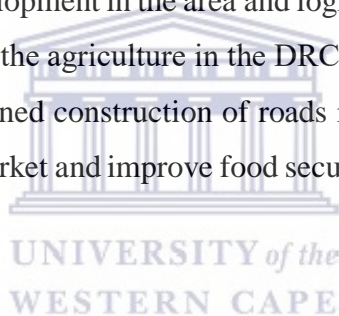 lopment in the area and log
the agriculture in the DRC
ned construction of roads
rket and improve food secu
UNIVERSITY of the
WESTERN CAPE